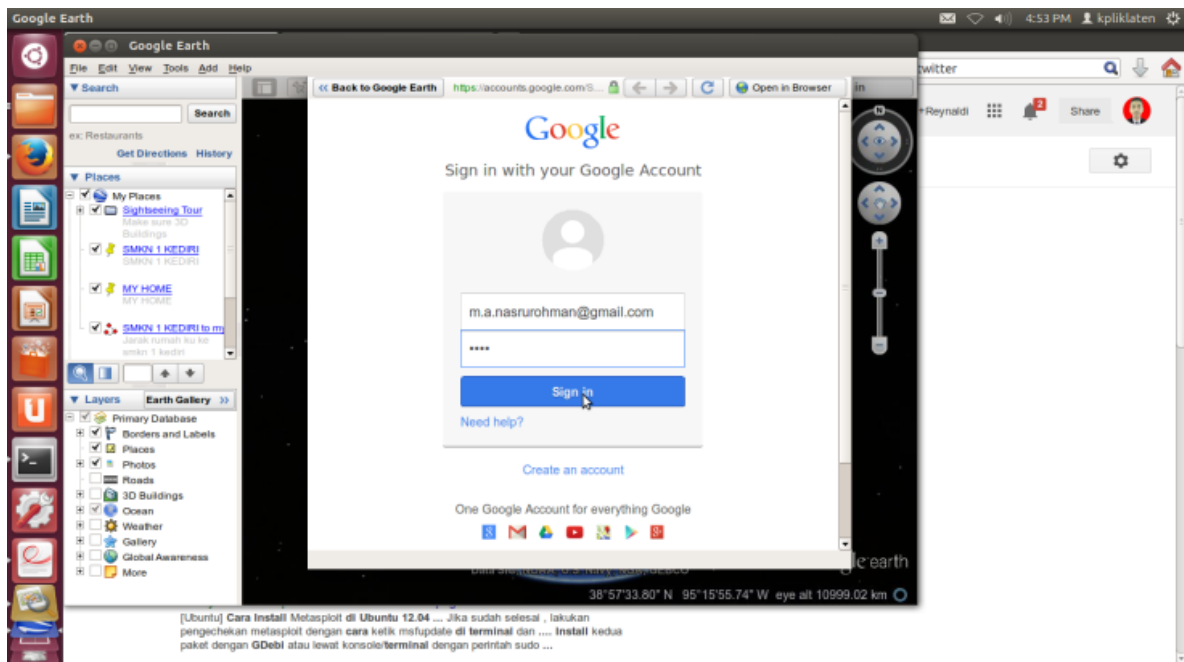 Google Earth
4:53 PM kpliklaten
Google Earth
File Edit View Tools Add Help
Search
Search
ex: Restaurants
Get Directions History
Places
My Places
Sightseeing Tour
Make sure 3D
Buildings
SMKN 1 KEDIRI
SMKN 1 KEDIRI
MY HOME
MY HOME
SMKN 1 KEDIRI to my
Jarak rumah ku ke
smkn 1 kediri
Layers Earth Gallery >>
Primary Database
Borders and Labels
Places
Photos
Roads
3D Buildings
Ocean
Weather
Gallery
Global Awareness
More
<< Back to Google Earth https://accounts.google.com/S... Open in Browser
in
N
Google
Sign in with your Google Account
m.a.nasrurohman@gmail.com
••••
Sign in
Need help?
Create an account
One Google Account for everything Google
earth
38°57'33.80" N 95°15'55.74" W eye alt 10999.02 km
twitter
Reynaldi 2 Share
[Ubuntu] Cara Install Metasploit di Ubuntu 12.04 ... Jika sudah selesai , lakukan
pengechekan metasploit dengan cara ketik msfupdate di terminal dan .... Install kedua
paket dengan GDebi atau lewat konsole/terminal dengan perintah sudo ...